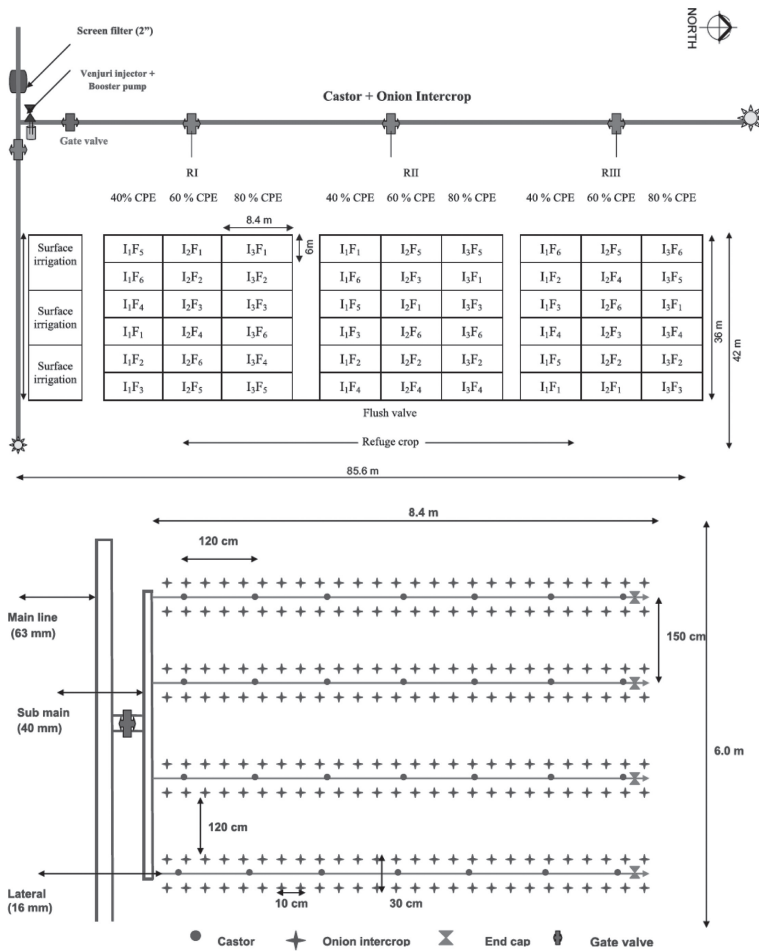 NORTH
Screen filter (2”)
Venjuri injector +
Booster pump
Castor + Onion Intercrop
Gate valve
RI RII RIII
40% CPE 60 % CPE 80 % CPE 40% CPE 60 % CPE 80 % CPE 40% CPE 60 % CPE 80 % CPE
8.4 m
6m
Surface
irrigation
Surface
irrigation
Surface
irrigation
I₁F₅ I₂F₁ I₃F₁ I₁F₁ I₂F₅ I₃F₅ I₁F₆ I₂F₅ I₃F₆
I₁F₆ I₂F₂ I₃F₂ I₁F₆ I₂F₃ I₃F₁ I₁F₂ I₂F₄ I₃F₅
I₁F₄ I₂F₃ I₃F₃ I₁F₅ I₂F₁ I₃F₃ I₁F₃ I₂F₆ I₃F₁
I₁F₁ I₂F₄ I₃F₆ I₁F₃ I₂F₆ I₃F₆ I₁F₄ I₂F₃ I₃F₄
I₁F₂ I₂F₆ I₃F₄ I₁F₂ I₂F₂ I₃F₂ I₁F₅ I₂F₂ I₃F₂
I₁F₃ I₂F₅ I₃F₅ I₁F₄ I₂F₄ I₃F₄ I₁F₁ I₂F₁ I₃F₃
36 m
42 m
Flush valve
Refuge crop
85.6 m
8.4 m
120 cm
Main line
(63 mm)
150 cm
Sub main
(40 mm)
6.0 m
120 cm
Lateral
(16 mm)
10 cm
30 cm
Castor Onion intercrop End cap Gate valve